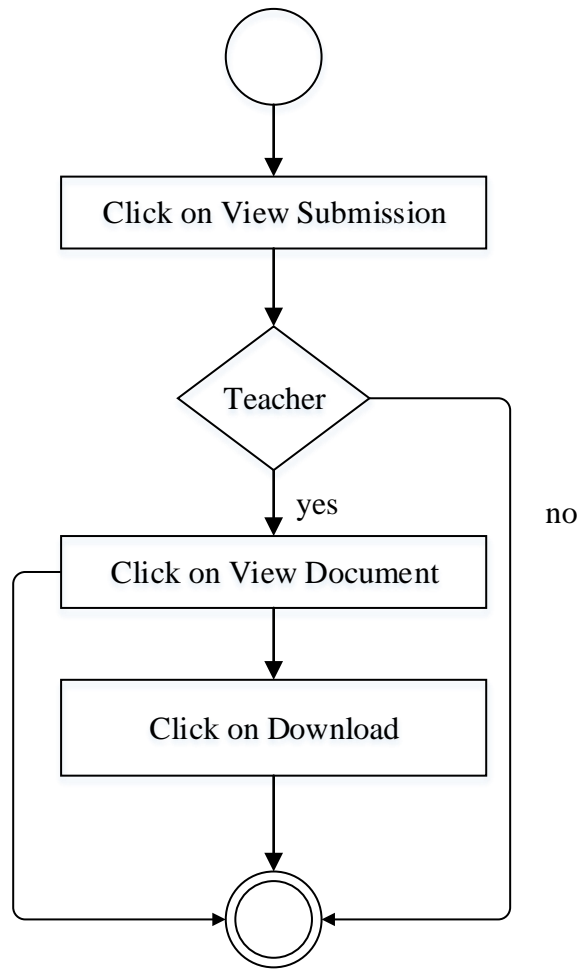 Click on View Submission
Teacher
yes
no
Click on View Document
Click on Download